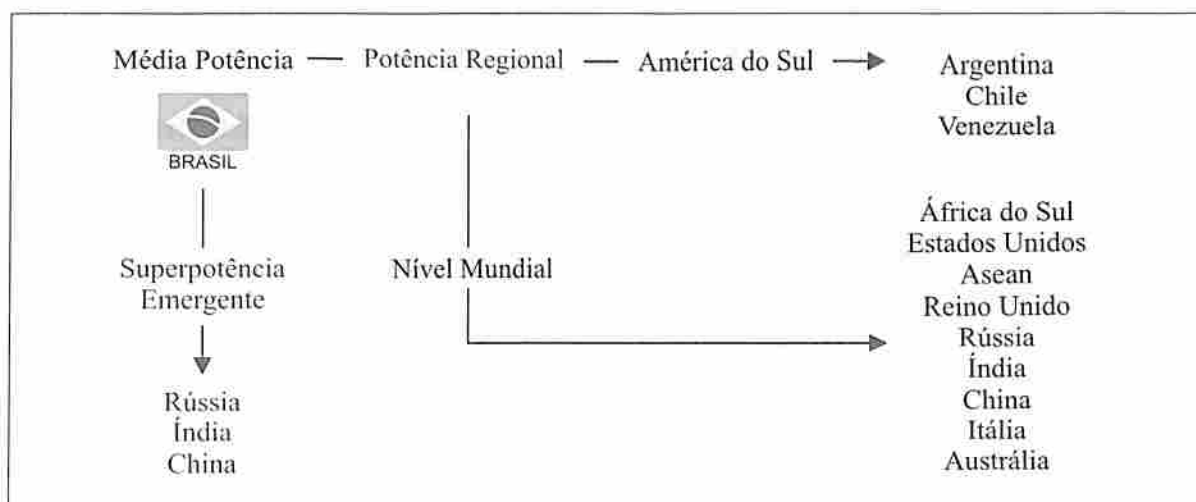 Média Potência — Potência Regional — América do Sul
Argentina
Chile
Venezuela
BRASIL
Superpotência
Emergente
Nível Mundial
África do Sul
Estados Unidos
Asean
Reino Unido
Rússia
Índia
China
Itália
Austrália
Rússia
Índia
China